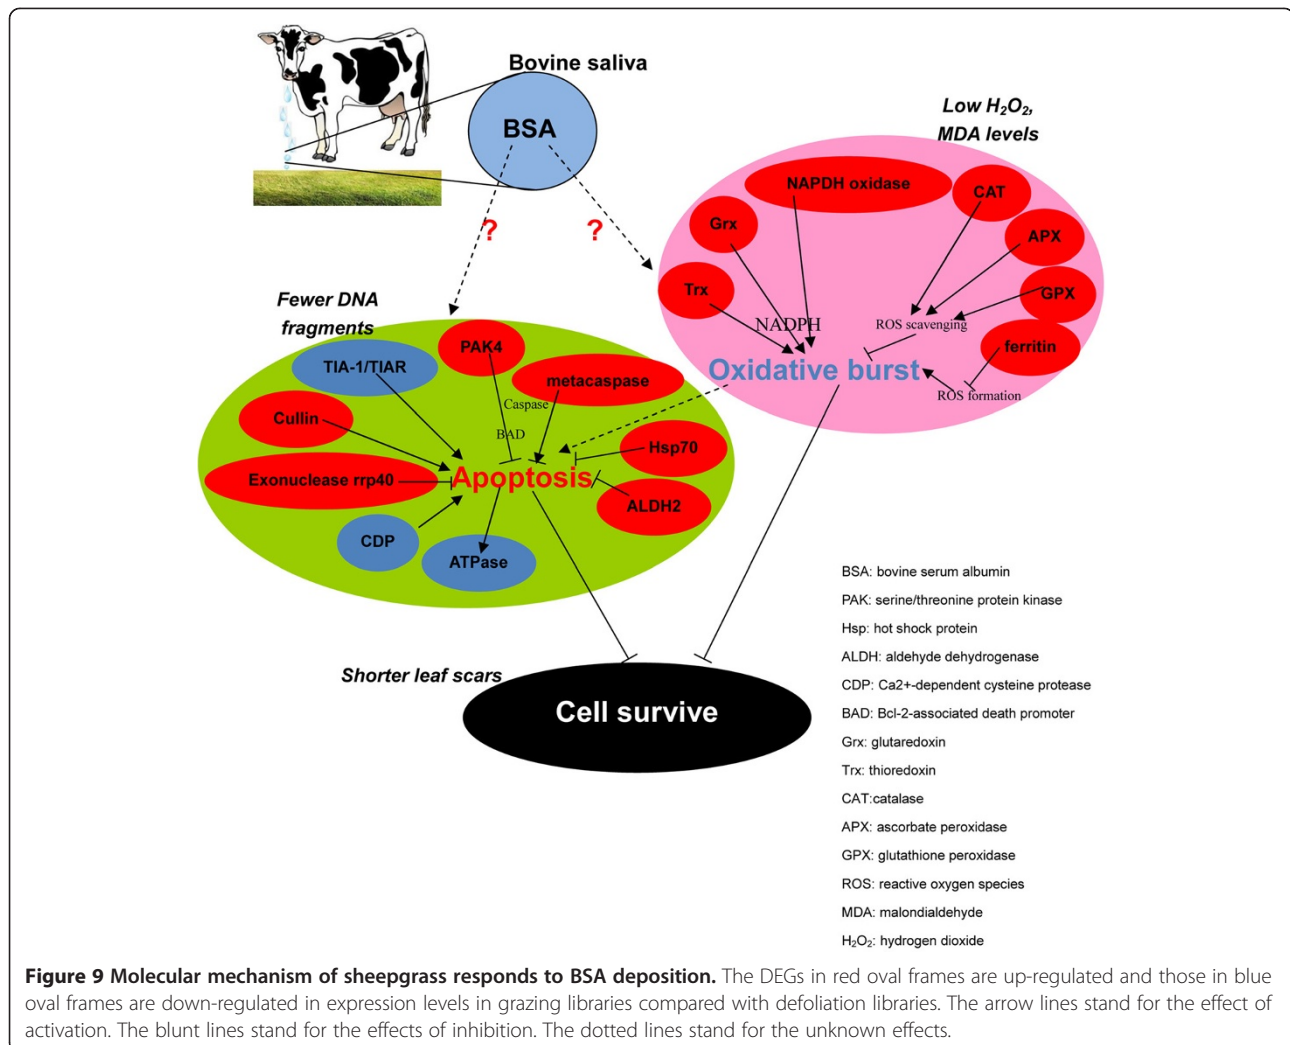 Bovine saliva
BSA
Low H₂O₂,
MDA levels
NAPDH oxidase
CAT
Grx
APX
Trx
GPX
NADPH
ROS scavenging
ferritin
Oxidative burst
ROS formation
?
?
Fewer DNA
fragments
PAK4
TIA-1/TIAR
metacaspase
Caspase
Cullin
BAD
Hsp70
Exonuclease rrp40
Apoptosis
ALDH2
CDP
ATPase
Shorter leaf scars
Cell survive
BSA: bovine serum albumin
PAK: serine/threonine protein kinase
Hsp: hot shock protein
ALDH: aldehyde dehydrogenase
CDP: Ca2+-dependent cysteine protease
BAD: Bcl-2-associated death promoter
Grx: glutaredoxin
Trx: thioredoxin
CAT:catalase
APX: ascorbate peroxidase
GPX: glutathione peroxidase
ROS: reactive oxygen species
MDA: malondialdehyde
H₂O₂: hydrogen dioxide
Figure 9 Molecular mechanism of sheepgrass responds to BSA deposition. The DEGs in red oval frames are up-regulated and those in blue
oval frames are down-regulated in expression levels in grazing libraries compared with defoliation libraries. The arrow lines stand for the effect of
activation. The blunt lines stand for the effects of inhibition. The dotted lines stand for the unknown effects.